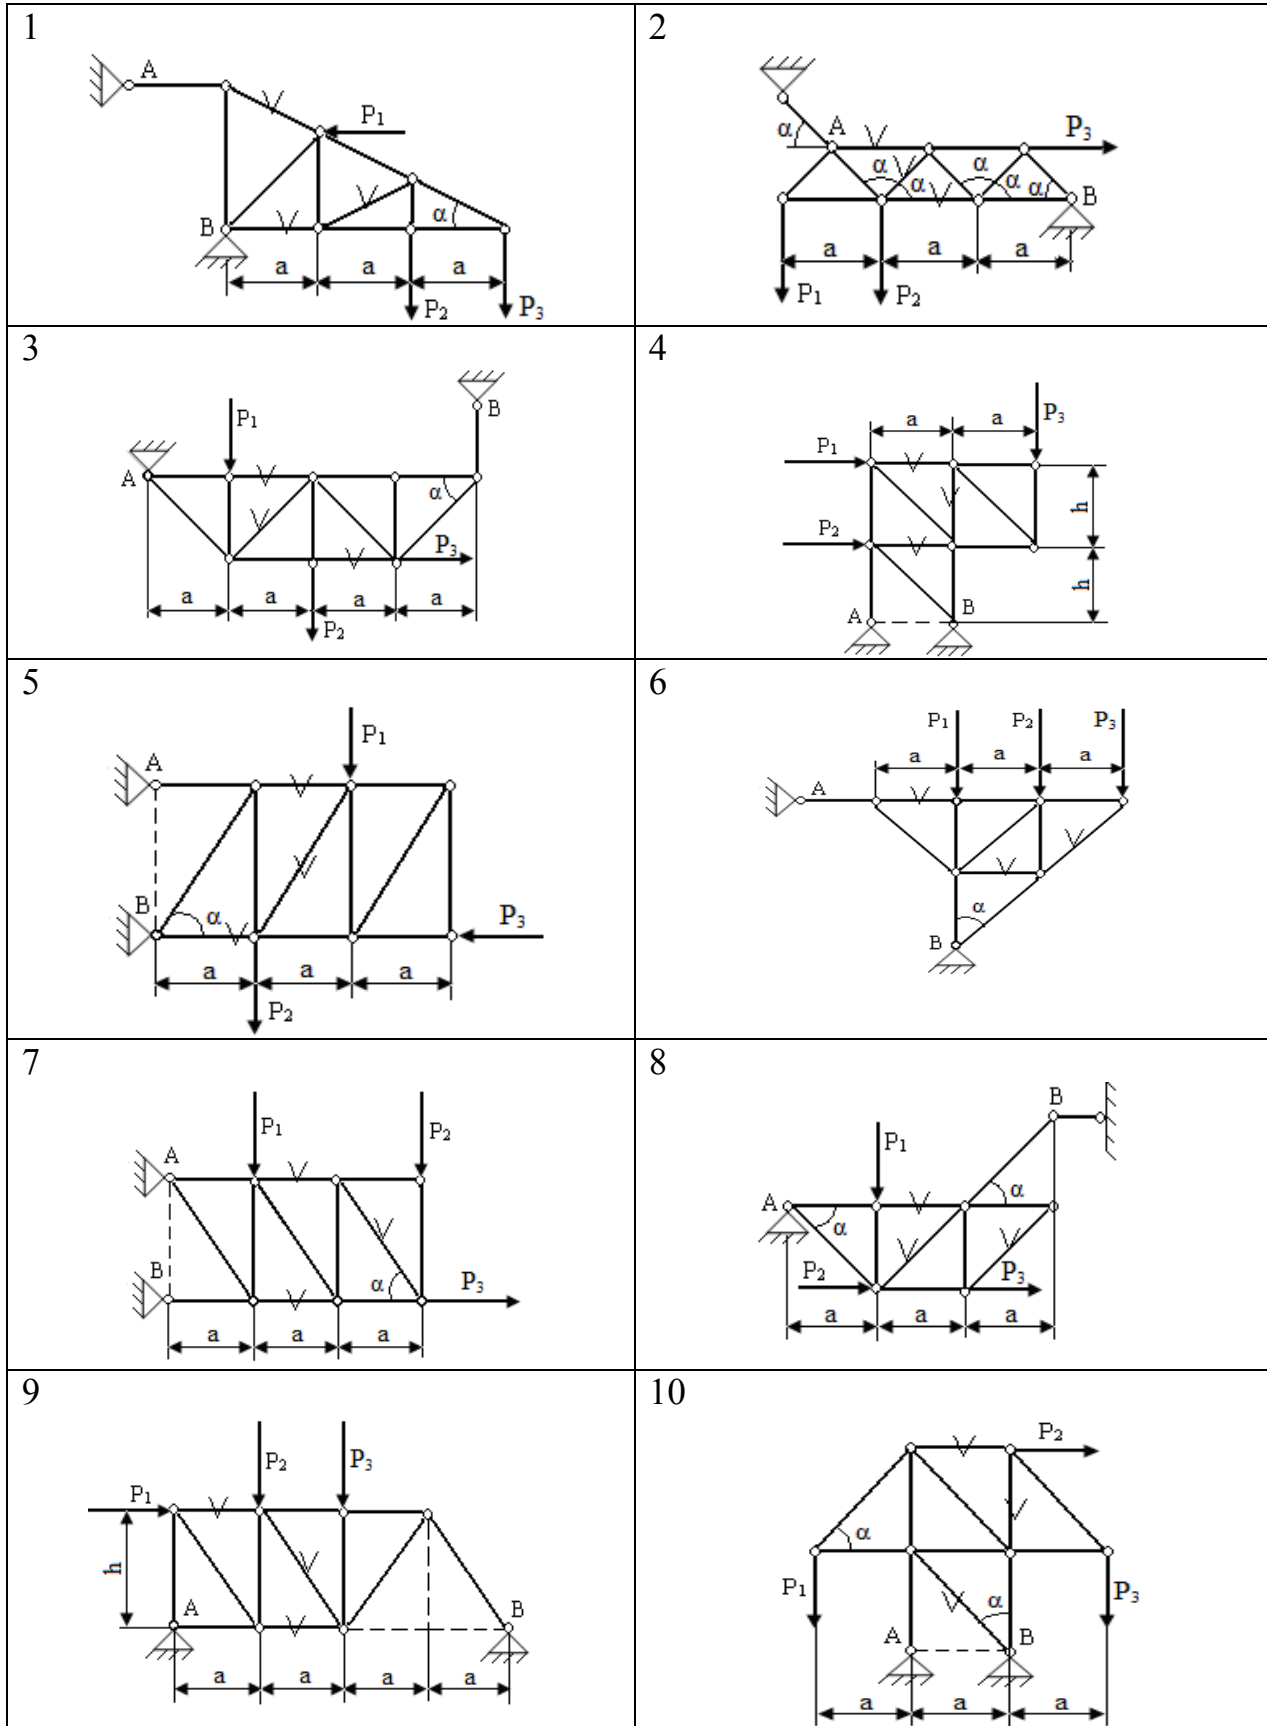 1
A
P₁
B
α
a a a
P₂
P₃
2
α
A
P₃
α α α
α α α
B
a a a
P₁
P₂
3
P₁
B
A
α
P₃
a a a a
P₂
4
P₃
a a
P₁
h
P₂
h
A
B
5
P₁
A
B
α
P₃
a a a
P₂
6
P₁ P₂ P₃
a a a
A
α
B
7
P₁
P₂
A
B
α
P₃
a a a
8
B
P₁
α
A
α
P₂
P₃
a a a
9
P₂
P₃
P₁
h
A
B
a a a a
10
P₂
α
P₁
P₃
α
A
B
a a a